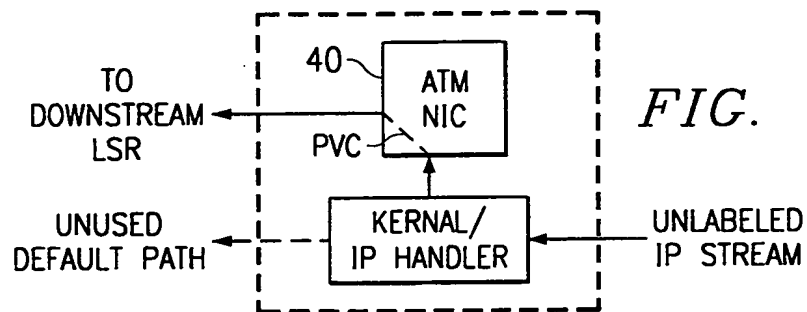 40
ATM
NIC
TO
DOWNSTREAM
LSR
PVC
FIG.
UNUSED
DEFAULT PATH
KERNAL/
IP HANDLER
UNLABELED
IP STREAM